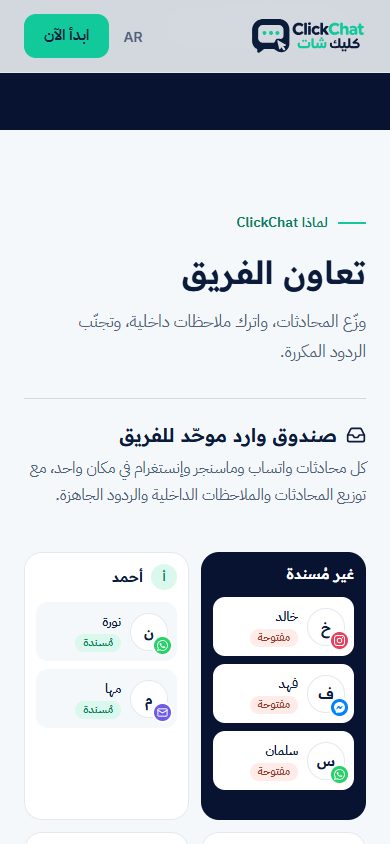 ClickChat
كليك شات
AR
ابدأ الآن
لماذا ClickChat
تعاون الفريق
وزّع المحادثات، واترك ملاحظات داخلية، وتجنّب
الردود المكررة.
صندوق وارد موحّد للفريق
كل محادثات واتساب وماسنجر وإنستغرام في مكان واحد، مع
توزيع المحادثات والملاحظات الداخلية والردود الجاهزة.
غير مُسندة
خ
خالد
مفتوحة
ف
فهد
مفتوحة
س
سلمان
مفتوحة
أ
أحمد
ن
نورة
مُسندة
م
مها
مُسندة